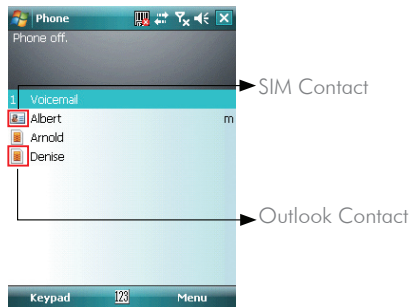 Phone
Phone off.
1 Voicemail
Albert m
Arnold
Denise
Keypad 123 Menu
SIM Contact
Outlook Contact